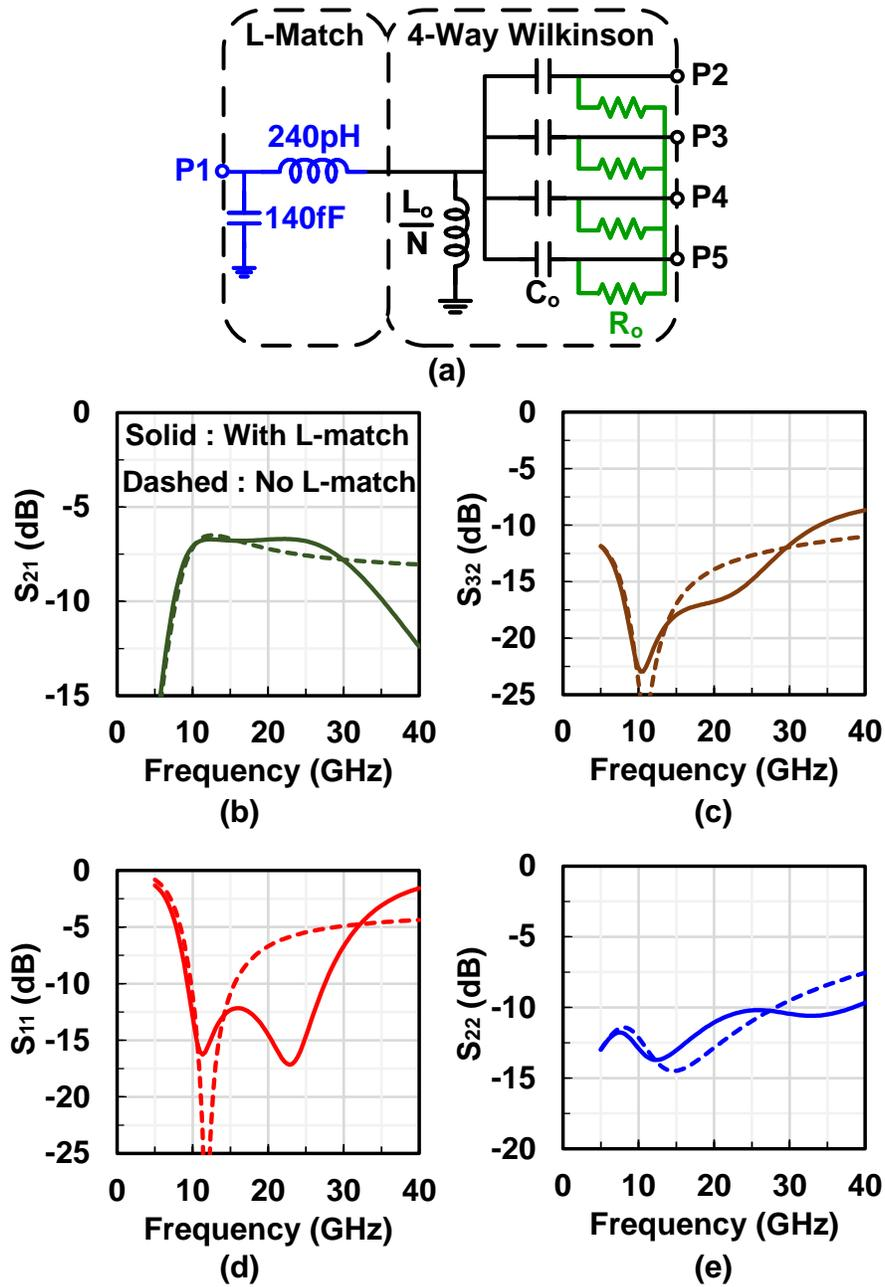 L-Match 4-Way Wilkinson
P2
240pH
P3
P1
140fF
Lₒ
N
P4
P5
Cₒ
Rₒ
(a)
Solid : With L-match
Dashed : No L-match
S₂₁ (dB)
0
-5
-10
-15
0 10 20 30 40
Frequency (GHz)
(b)
S₃₂ (dB)
0
-5
-10
-15
-20
-25
0 10 20 30 40
Frequency (GHz)
(c)
S₁₁ (dB)
0
-5
-10
-15
-20
-25
0 10 20 30 40
Frequency (GHz)
(d)
S₂₂ (dB)
0
-5
-10
-15
-20
0 10 20 30 40
Frequency (GHz)
(e)